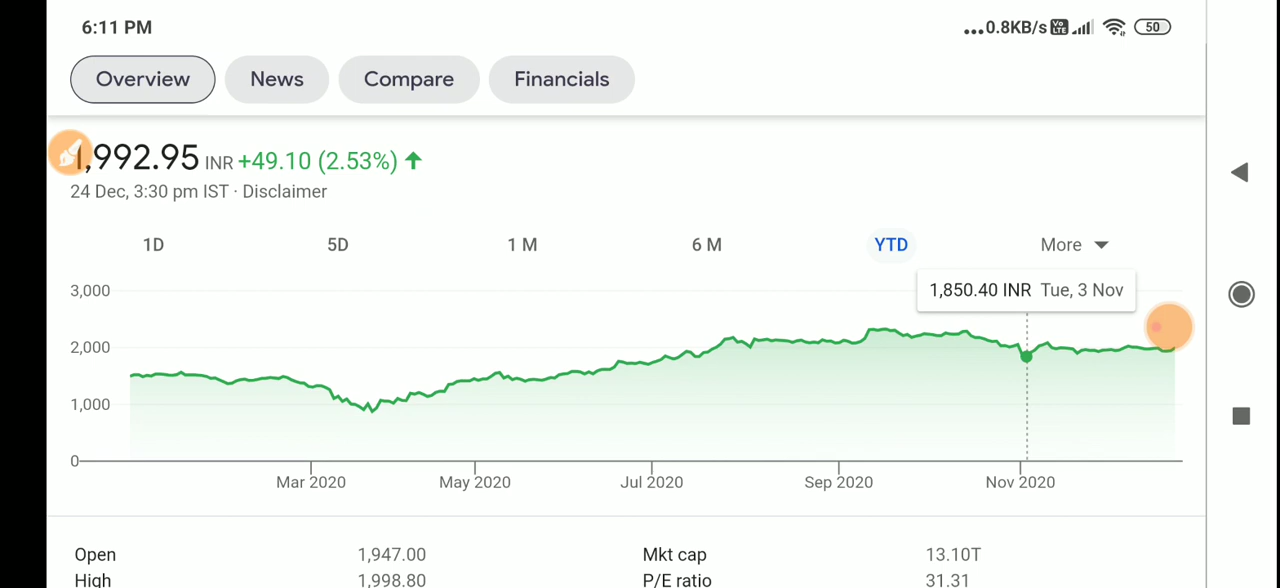 6:11 PM ...0.8KB/s Vo LTE 50
Overview News Compare Financials
1,992.95 INR +49.10 (2.53%) ↑
24 Dec, 3:30 pm IST · Disclaimer
1D 5D 1 M 6 M YTD More
1,850.40 INR Tue, 3 Nov
3,000
2,000
1,000
0
Mar 2020 May 2020 Jul 2020 Sep 2020 Nov 2020
Open 1,947.00 Mkt cap 13.10T
High 1,998.80 P/E ratio 31.31